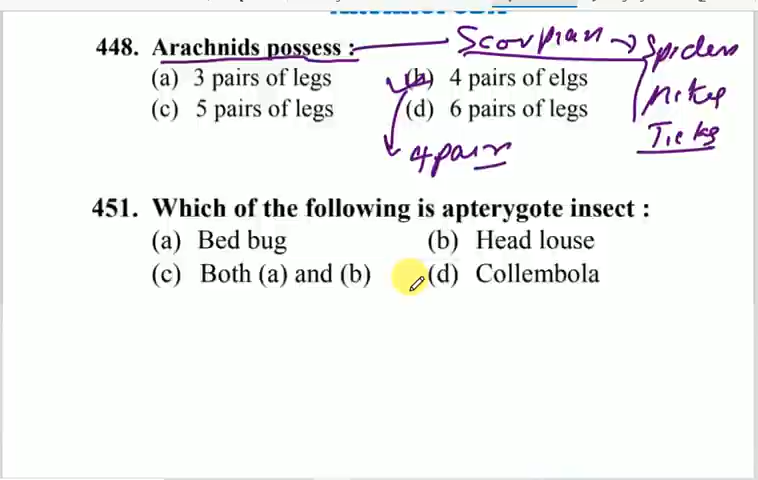 448. Arachnids possess : Scorpian → Spiders
(a) 3 pairs of legs (b) 4 pairs of elgs
Ticks
(c) 5 pairs of legs (d) 6 pairs of legs
4 pair
451. Which of the following is apterygote insect :
(a) Bed bug (b) Head louse
(c) Both (a) and (b) (d) Collembola